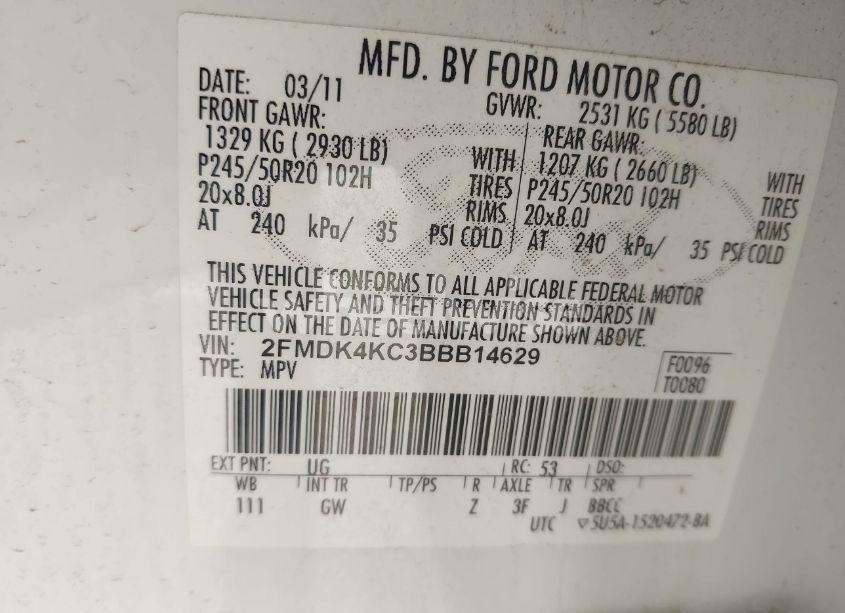 MFD. BY FORD MOTOR CO.
DATE: 03/11 GVWR: 2531 KG ( 5580 LB)
FRONT GAWR: REAR GAWR:
1329 KG ( 2930 LB) WITH 1207 KG ( 2660 LB) WITH
P245/50R20 102H TIRES P245/50R20 102H TIRES
20x8.0J RIMS 20x8.0J RIMS
AT 240 kPa/ 35 PSI COLD AT 240 kPa/ 35 PSI COLD
THIS VEHICLE CONFORMS TO ALL APPLICABLE FEDERAL MOTOR
VEHICLE SAFETY AND THEFT PREVENTION STANDARDS IN
EFFECT ON THE DATE OF MANUFACTURE SHOWN ABOVE.
VIN: 2FMDK4KC3BBB14629
TYPE: MPV
F0096
T0080
EXT PNT: UG RC: 53 DSO:
WB INT TR TP/PS R AXLE TR SPR
111 GW Z 3F J BBCC
UTC 5U5A-1520472-BA